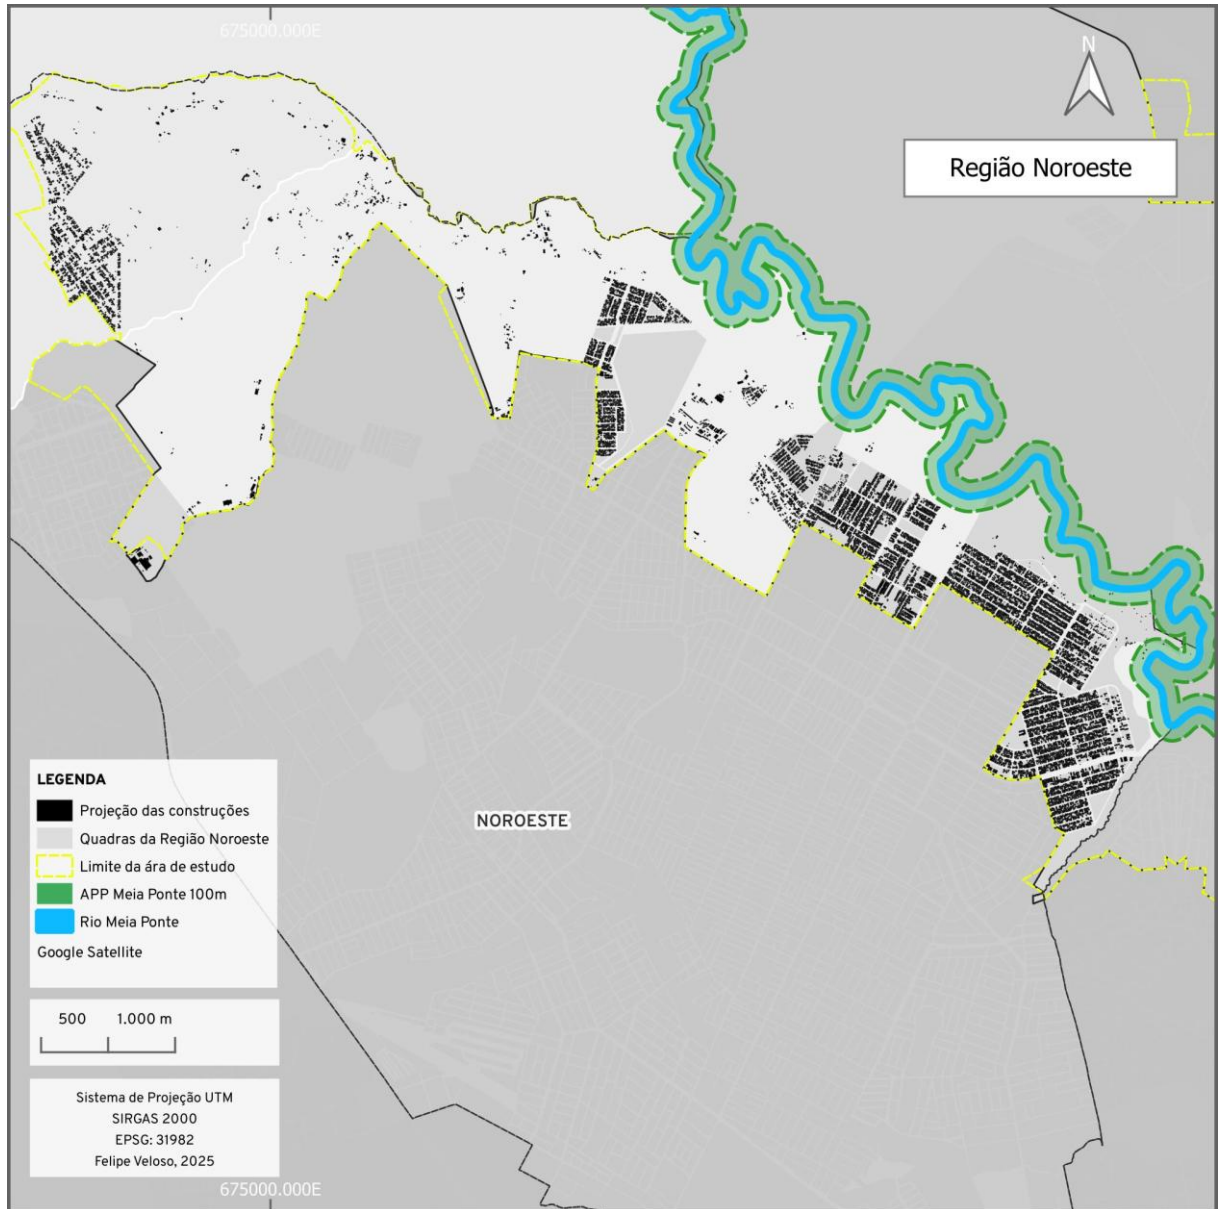 675000.000E
N
Região Noroeste
NOROESTE
LEGENDA
Projeção das construções
Quadras da Região Noroeste
Limite da ára de estudo
APP Meia Ponte 100m
Rio Meia Ponte
Google Satellite
500 1.000 m
Sistema de Projeção UTM
SIRGAS 2000
EPSG: 31982
Felipe Veloso, 2025
675000.000E